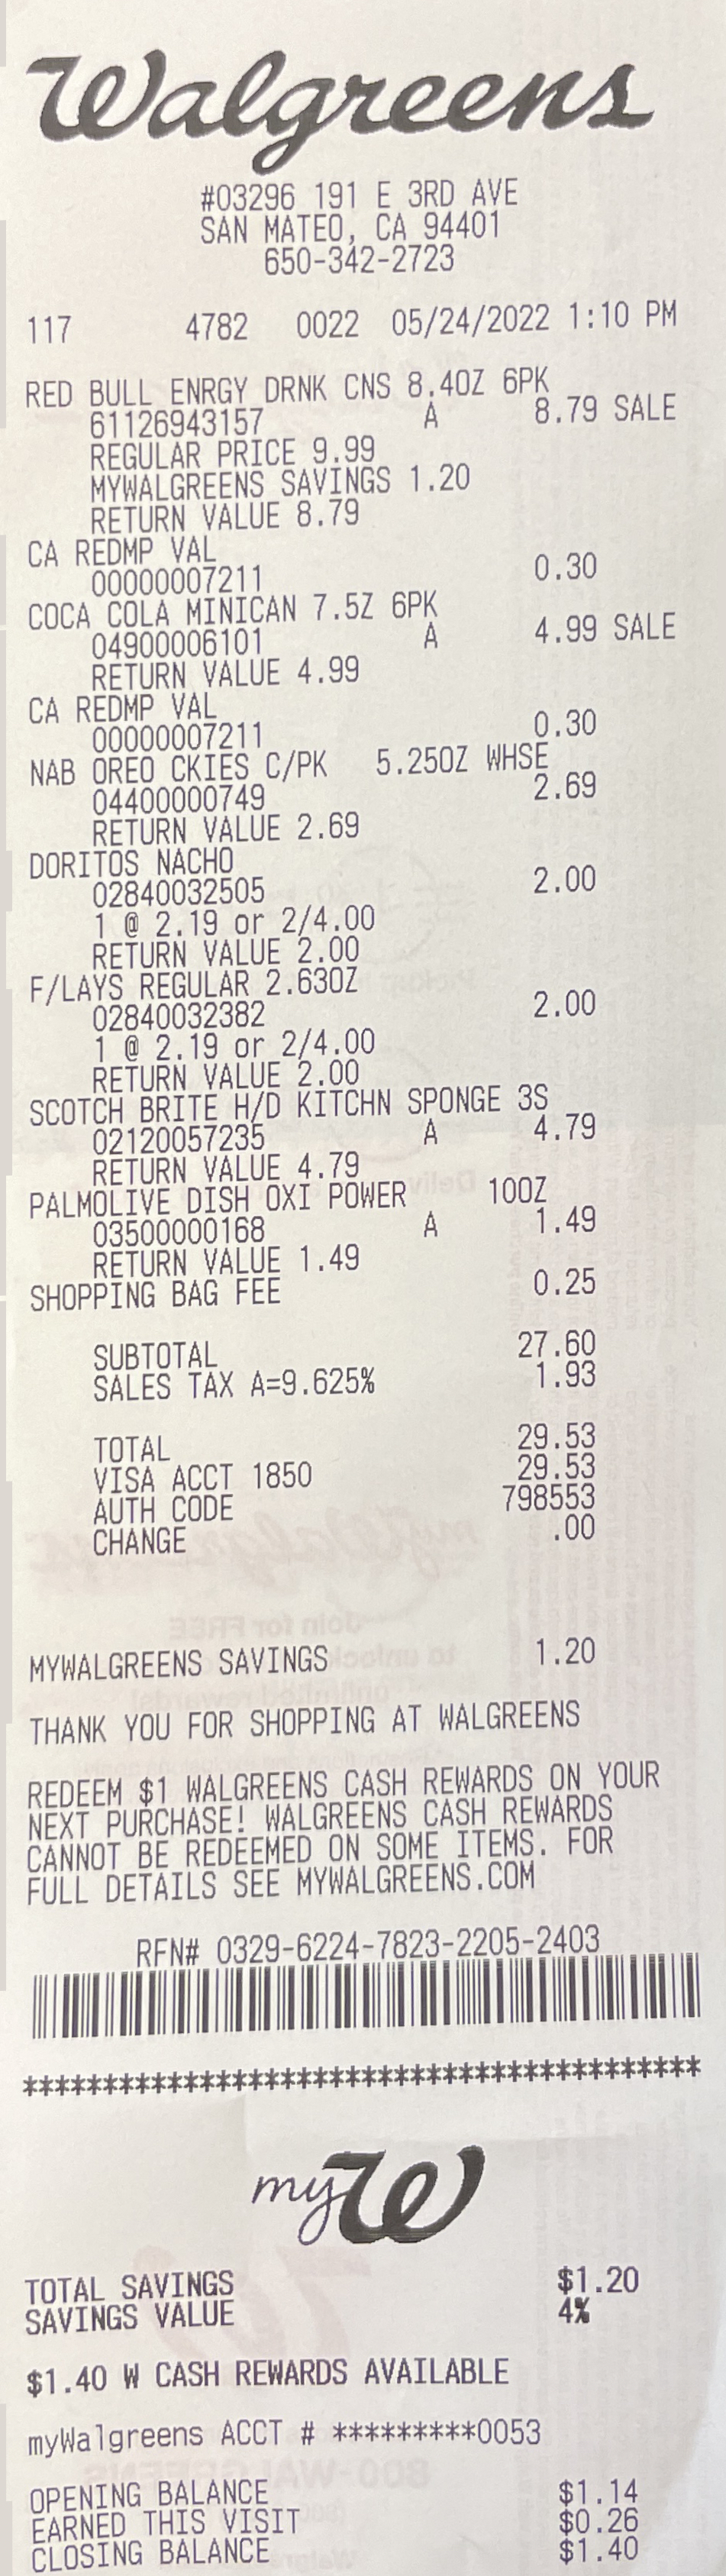 Walgreens
#03296 191 E 3RD AVE
SAN MATEO, CA 94401
650-342-2723
117 4782 0022 05/24/2022 1:10 PM
RED BULL ENRGY DRNK CNS 8.4OZ 6PK
61126943157 A 8.79 SALE
REGULAR PRICE 9.99
MYWALGREENS SAVINGS 1.20
RETURN VALUE 8.79
CA REDMP VAL
00000007211 0.30
COCA COLA MINICAN 7.5Z 6PK
04900006101 A 4.99 SALE
RETURN VALUE 4.99
CA REDMP VAL
00000007211 0.30
NAB OREO CKIES C/PK 5.25OZ WHSE
04400000749 2.69
RETURN VALUE 2.69
DORITOS NACHO
02840032505 2.00
1 @ 2.19 or 2/4.00
RETURN VALUE 2.00
F/LAYS REGULAR 2.63OZ
02840032382 2.00
1 @ 2.19 or 2/4.00
RETURN VALUE 2.00
SCOTCH BRITE H/D KITCHN SPONGE 3S
02120057235 A 4.79
RETURN VALUE 4.79
PALMOLIVE DISH OXI POWER 10OZ
03500000168 A 1.49
RETURN VALUE 1.49
SHOPPING BAG FEE 0.25
SUBTOTAL 27.60
SALES TAX A=9.625% 1.93
TOTAL 29.53
VISA ACCT 1850 29.53
AUTH CODE 798553
CHANGE .00
MYWALGREENS SAVINGS 1.20
THANK YOU FOR SHOPPING AT WALGREENS
REDEEM $1 WALGREENS CASH REWARDS ON YOUR
NEXT PURCHASE! WALGREENS CASH REWARDS
CANNOT BE REDEEMED ON SOME ITEMS. FOR
FULL DETAILS SEE MYWALGREENS.COM
RFN# 0329-6224-7823-2205-2403
******************************************
myW
TOTAL SAVINGS $1.20
SAVINGS VALUE 4%
$1.40 W CASH REWARDS AVAILABLE
myWalgreens ACCT # *********0053
OPENING BALANCE $1.14
EARNED THIS VISIT $0.26
CLOSING BALANCE $1.40